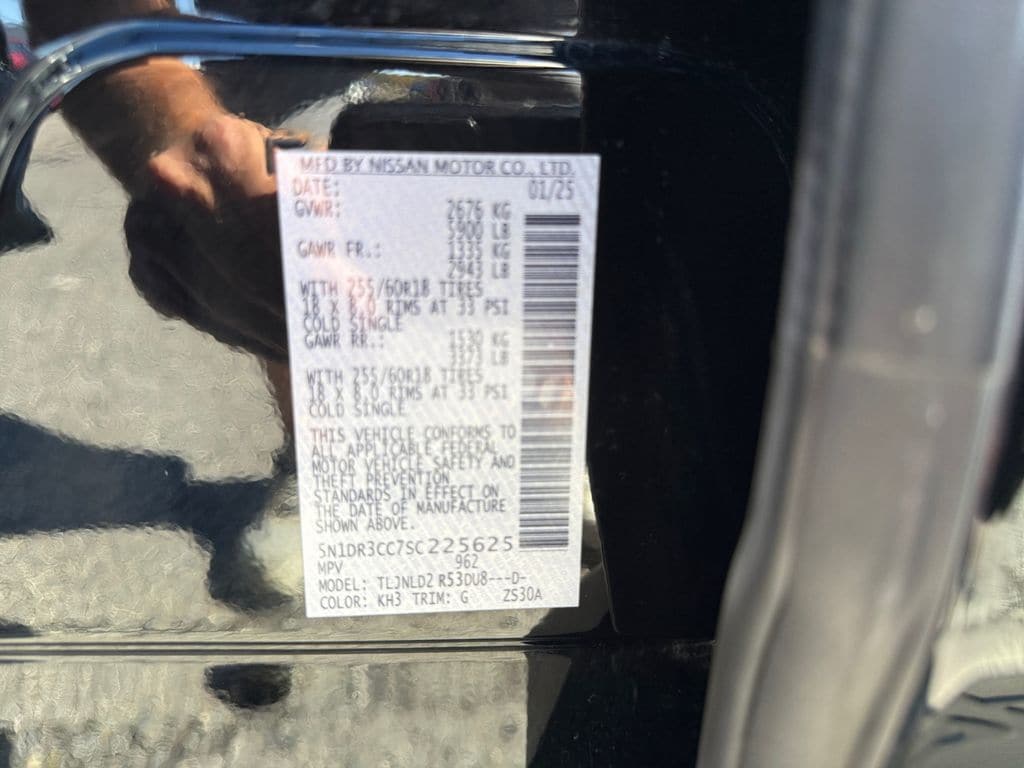 MFD BY NISSAN MOTOR CO., LTD.
DATE: 01/25
GVWR: 2676 KG
5900 LB
GAWR FR.: 1335 KG
2943 LB
WITH 255/60R18 TIRES
18 X 8.0 RIMS AT 33 PSI
COLD SINGLE
GAWR RR.: 1530 KG
3373 LB
WITH 255/60R18 TIRES
18 X 8.0 RIMS AT 33 PSI
COLD SINGLE
THIS VEHICLE CONFORMS TO
ALL APPLICABLE FEDERAL
MOTOR VEHICLE SAFETY AND
THEFT PREVENTION
STANDARDS IN EFFECT ON
THE DATE OF MANUFACTURE
SHOWN ABOVE.
5N1DR3CC7SC225625
MPV 962
MODEL: TLJNLD2 R53DU8---D-
COLOR: KH3 TRIM: G ZS30A